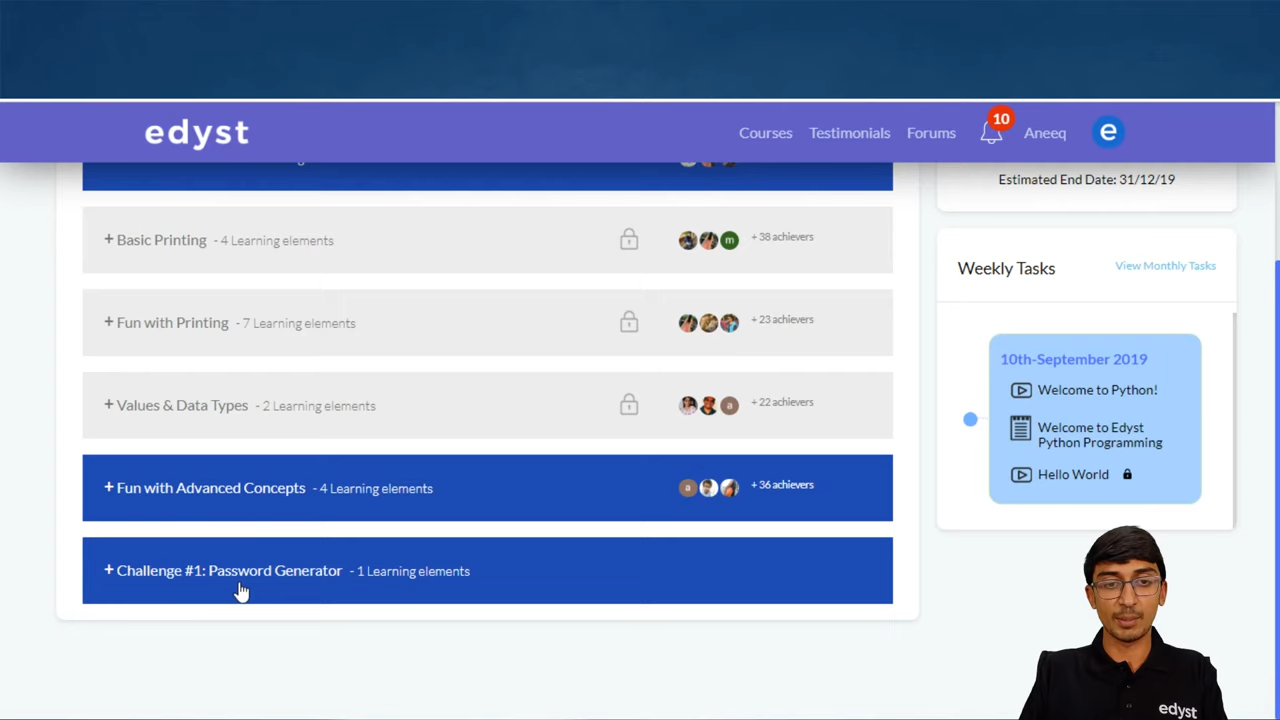 edyst
Courses Testimonials Forums 10 Aneeq e
Estimated End Date: 31/12/19
+ Basic Printing - 4 Learning elements m + 38 achievers
+ Fun with Printing - 7 Learning elements + 23 achievers
+ Values & Data Types - 2 Learning elements a + 22 achievers
+ Fun with Advanced Concepts - 4 Learning elements a + 36 achievers
+ Challenge #1: Password Generator - 1 Learning elements
Weekly Tasks View Monthly Tasks
10th-September 2019
Welcome to Python!
Welcome to Edyst
Python Programming
Hello World
edyst